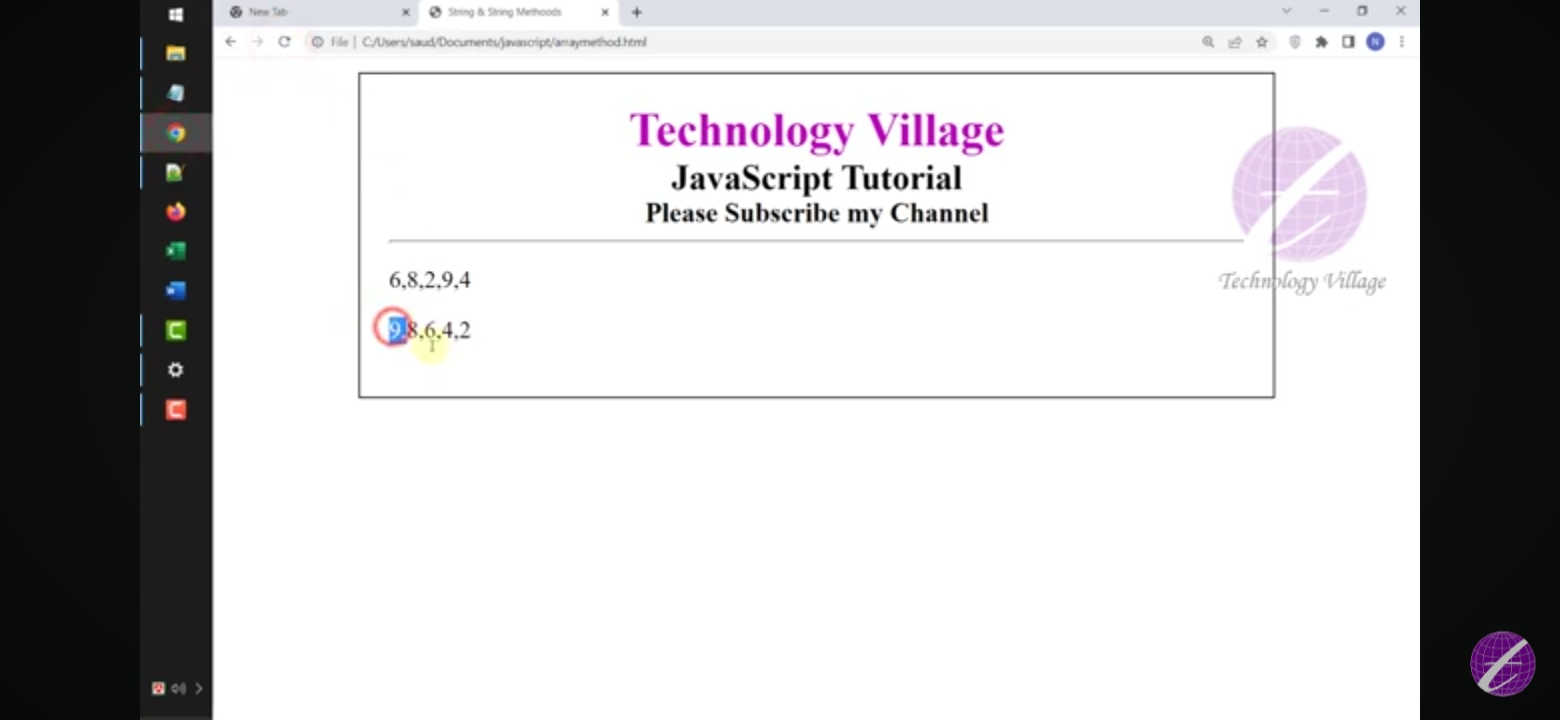 New Tab
String & String Methoods
File | C:/Users/saud/Documents/javascript/arraymethod.html
N
Technology Village
JavaScript Tutorial
Please Subscribe my Channel
Technology Village
6,8,2,9,4
9,8,6,4,2